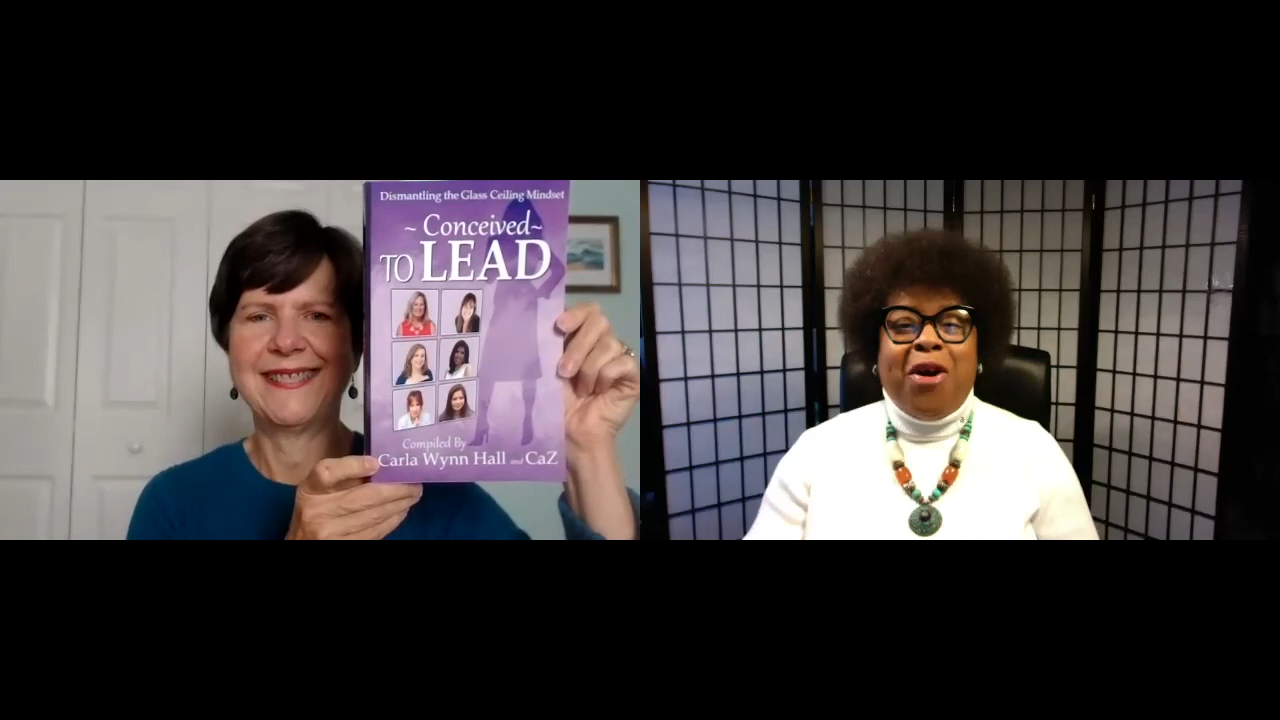 Dismantling the Glass Ceiling Mindset
~ Conceived ~
TO LEAD
Compiled By
Carla Wynn Hall and CaZ